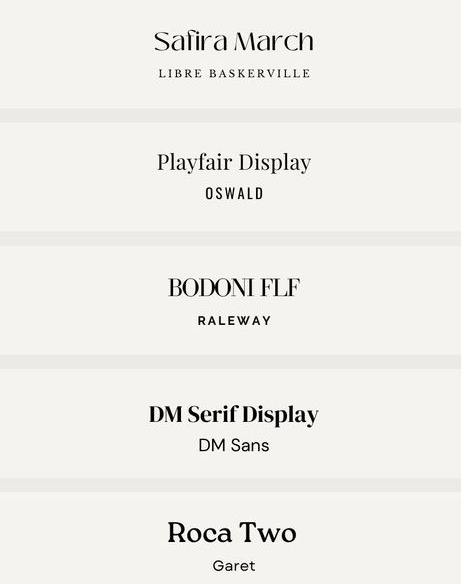 Safira March
LIBRE BASKERVILLE
Playfair Display
OSWALD
BODONI FLF
RALEWAY
DM Serif Display
DM Sans
Roca Two
Garet